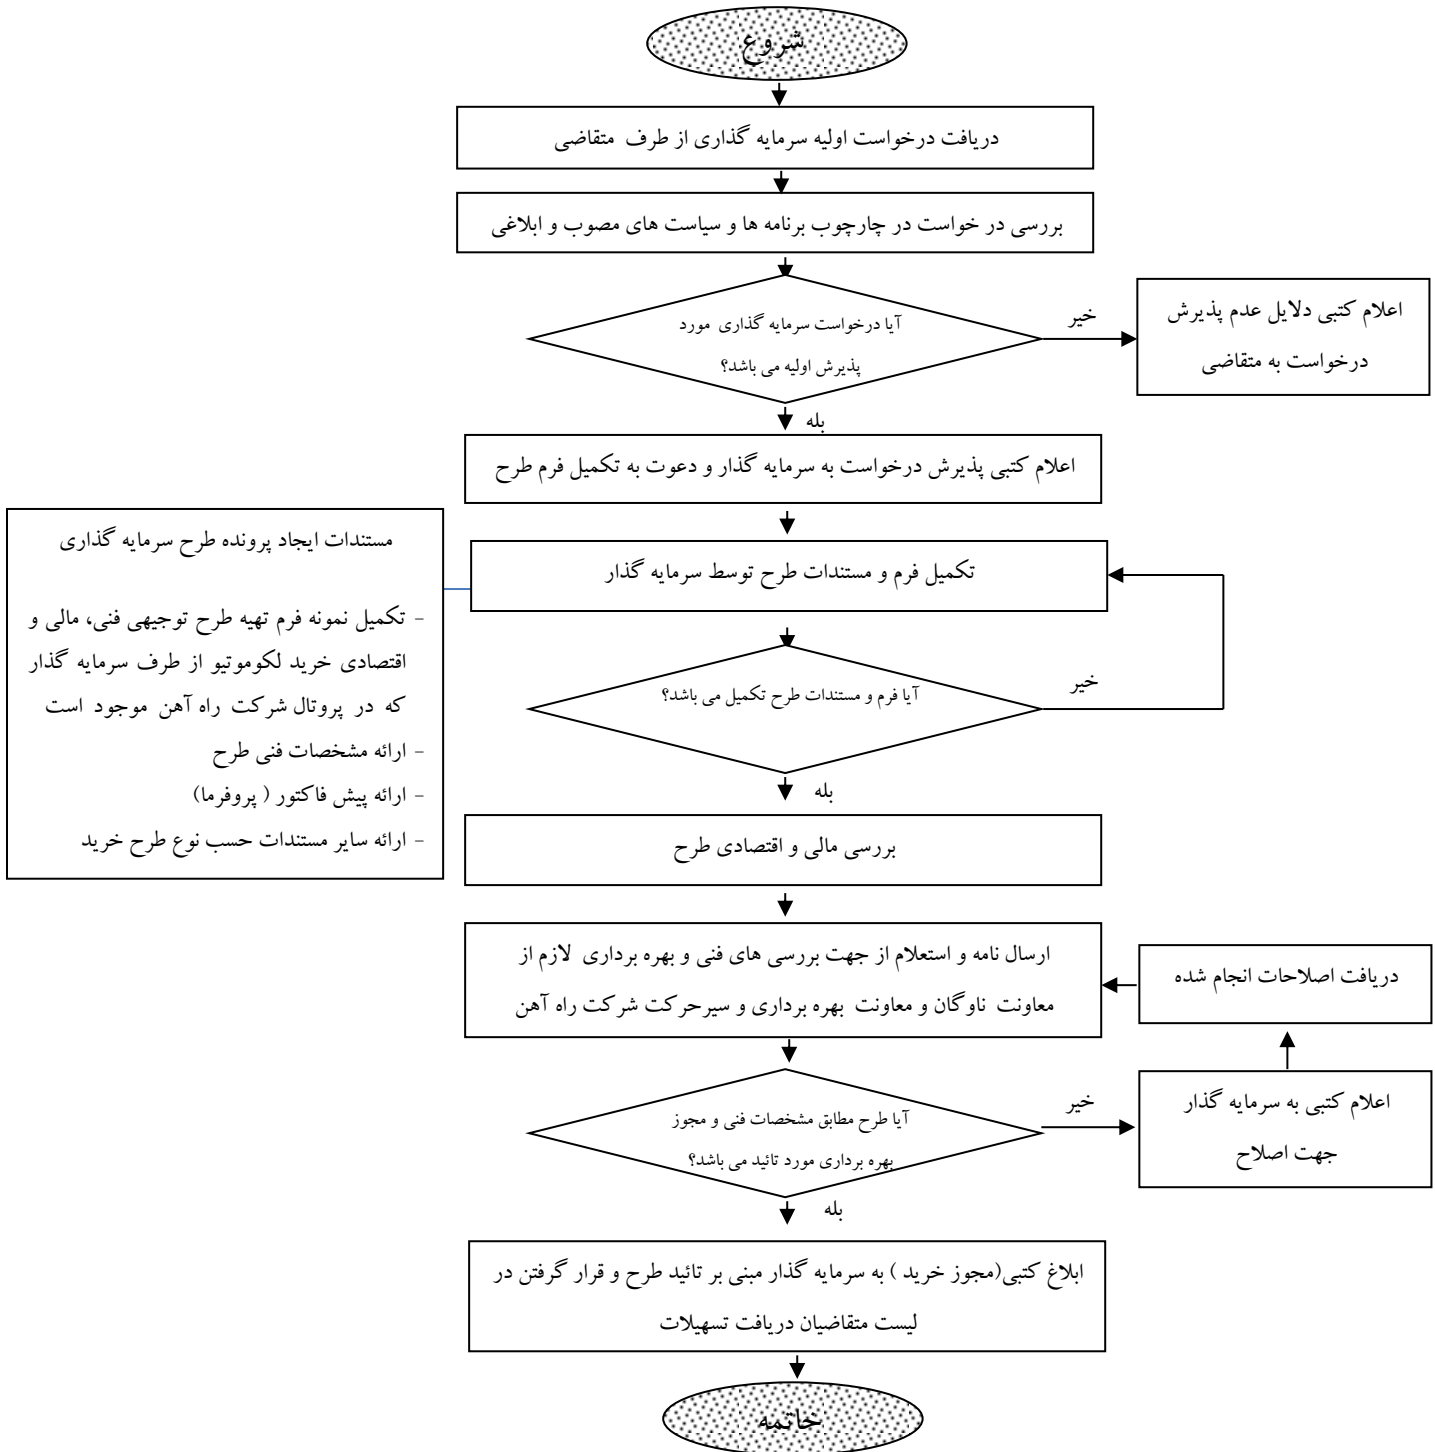 شروع
دریافت درخواست اولیه سرمایه گذاری از طرف متقاضی
بررسی در خواست در چارچوب برنامه ها و سیاست های مصوب و ابلاغی
آیا درخواست سرمایه گذاری مورد
پذیرش اولیه می باشد؟
خیر
اعلام کتبی دلایل عدم پذیرش
درخواست به متقاضی
بله
اعلام کتبی پذیرش درخواست به سرمایه گذار و دعوت به تکمیل فرم طرح
تکمیل فرم و مستندات طرح توسط سرمایه گذار
مستندات ایجاد پرونده طرح سرمایه گذاری
- تکمیل نمونه فرم تهیه طرح توجیهی فنی، مالی و
اقتصادی خرید لکوموتیو از طرف سرمایه گذار
که در پروتال شرکت راه آهن موجود است
- ارائه مشخصات فنی طرح
- ارائه پیش فاکتور ( پروفرما)
- ارائه سایر مستندات حسب نوع طرح خرید
آیا فرم و مستندات طرح تکمیل می باشد؟
خیر
بله
بررسی مالی و اقتصادی طرح
ارسال نامه و استعلام از جهت بررسی های فنی و بهره برداری لازم از
معاونت ناوگان و معاونت بهره برداری و سیرحرکت شرکت راه آهن
دریافت اصلاحات انجام شده
آیا طرح مطابق مشخصات فنی و مجوز
بهره برداری مورد تائید می باشد؟
خیر
اعلام کتبی به سرمایه گذار
جهت اصلاح
بله
ابلاغ کتبی(مجوز خرید ) به سرمایه گذار مبنی بر تائید طرح و قرار گرفتن در
لیست متقاضیان دریافت تسهیلات
خاتمه